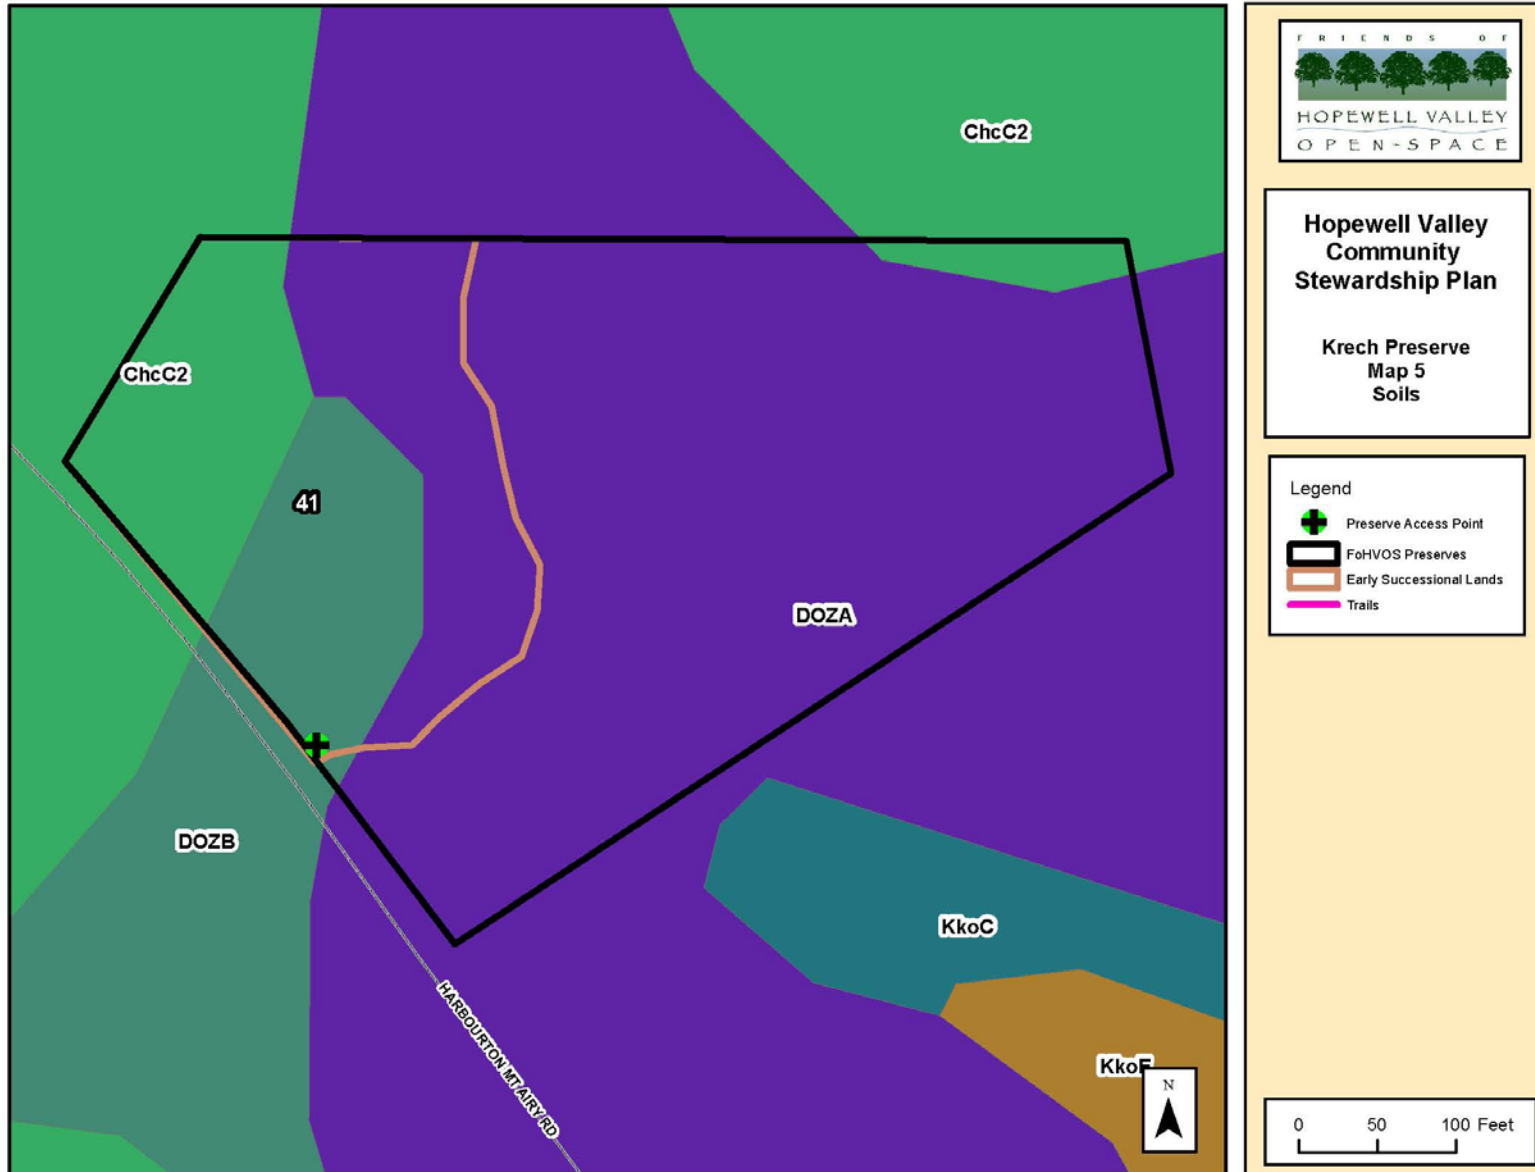 ChcC2
ChcC2
41
DOZA
DOZB
KkoC
HARBOURTON MT AIRY RD
N
FRIENDS OF
HOPEWELL VALLEY
OPEN-SPACE
Hopewell Valley
Community
Stewardship Plan
Krech Preserve
Map 5
Soils
Legend
Preserve Access Point
FoHVOS Preserves
Early Successional Lands
Trails
0 50 100 Feet